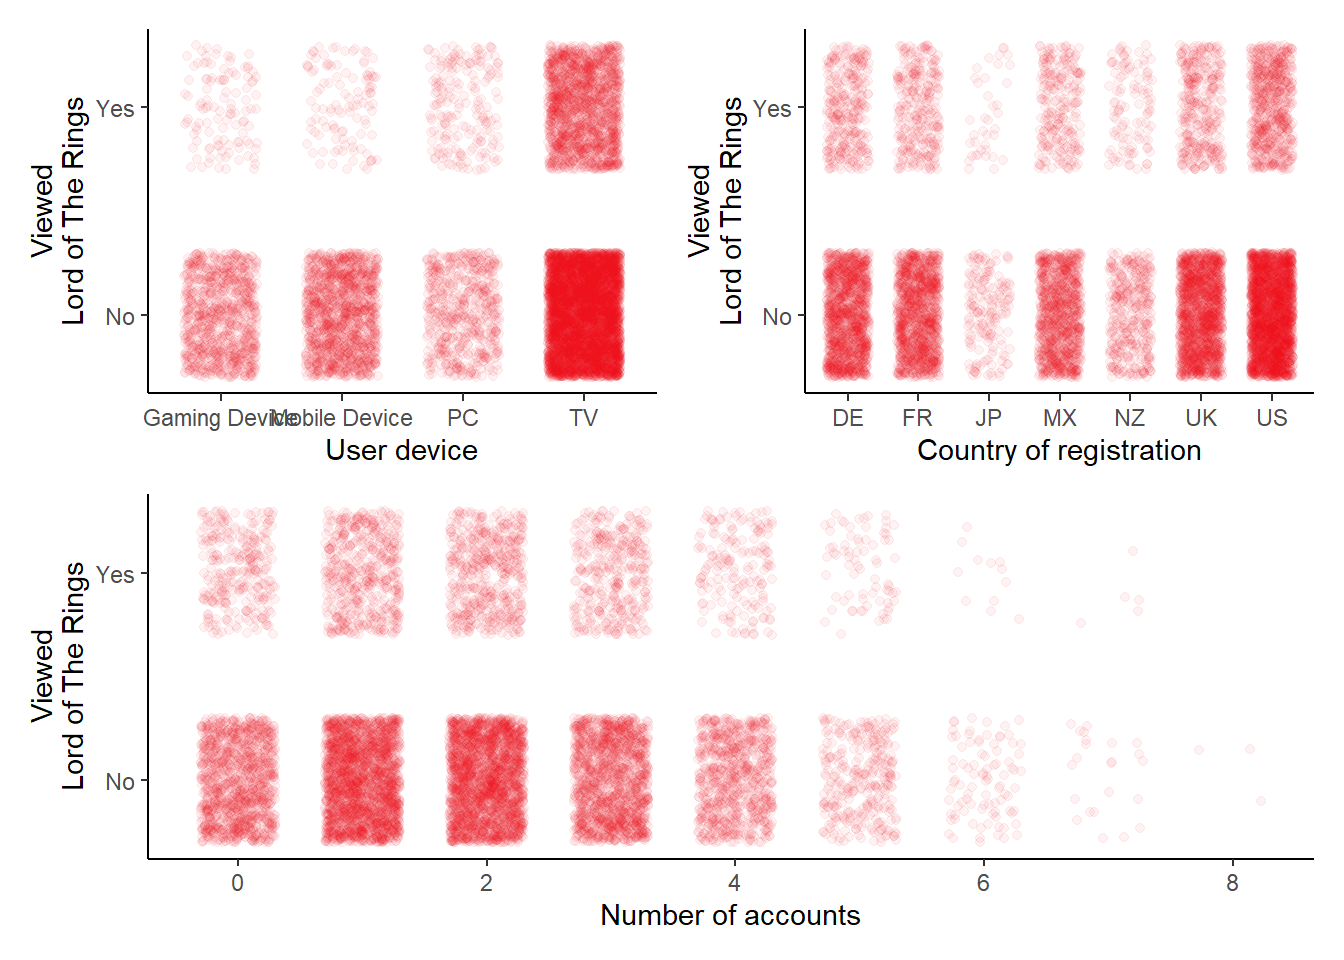 Viewed
Lord of The Rings
Yes
No
Gaming Device
Mobile Device
PC
TV
User device
Viewed
Lord of The Rings
Yes
No
DE
FR
JP
MX
NZ
UK
US
Country of registration
Viewed
Lord of The Rings
Yes
No
0
2
4
6
8
Number of accounts